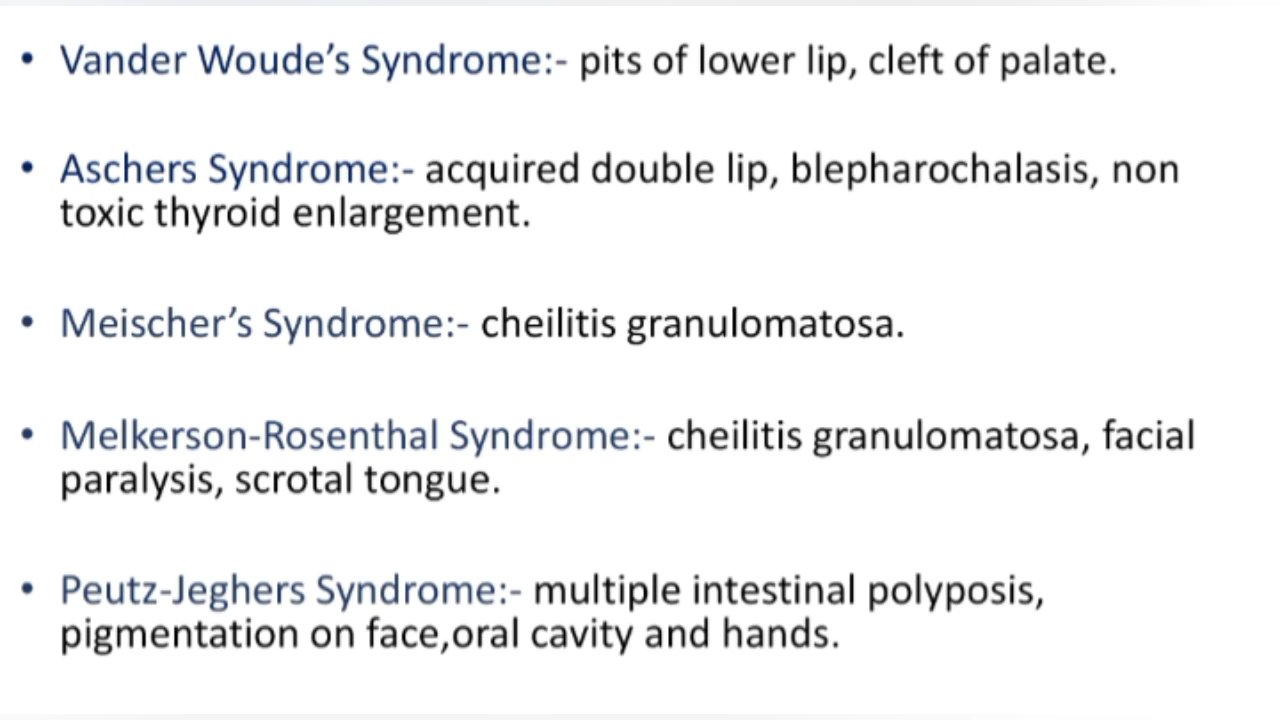 • Vander Woude’s Syndrome:- pits of lower lip, cleft of palate.
• Aschers Syndrome:- acquired double lip, blepharochalasis, non
toxic thyroid enlargement.
• Meischer’s Syndrome:- cheilitis granulomatosa.
• Melkerson-Rosenthal Syndrome:- cheilitis granulomatosa, facial
paralysis, scrotal tongue.
• Peutz-Jeghers Syndrome:- multiple intestinal polyposis,
pigmentation on face,oral cavity and hands.